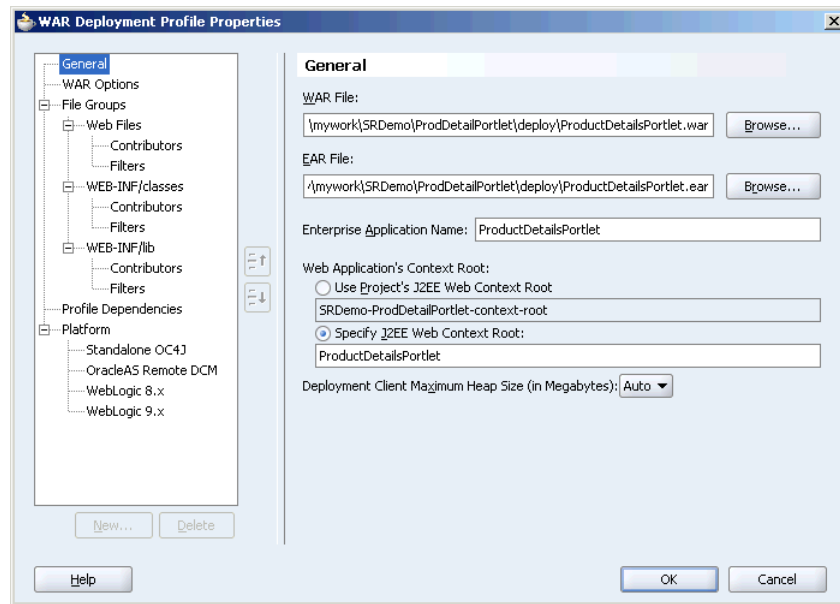 WAR Deployment Profile Properties
General
WAR Options
File Groups
Web Files
Contributors
Filters
WEB-INF/classes
Contributors
Filters
WEB-INF/lib
Contributors
Filters
Profile Dependencies
Platform
Standalone OC4J
OracleAS Remote DCM
WebLogic 8.x
WebLogic 9.x
New...
Delete
General
WAR File:
\mywork\SRDemo\ProdDetailPortlet\deploy\ProductDetailsPortlet.war
Browse...
EAR File:
\mywork\SRDemo\ProdDetailPortlet\deploy\ProductDetailsPortlet.ear
Browse...
Enterprise Application Name: ProductDetailsPortlet
Web Application's Context Root:
Use Project's J2EE Web Context Root
SRDemo-ProdDetailPortlet-context-root
Specify J2EE Web Context Root:
ProductDetailsPortlet
Deployment Client Maximum Heap Size (in Megabytes): Auto
Help
OK
Cancel